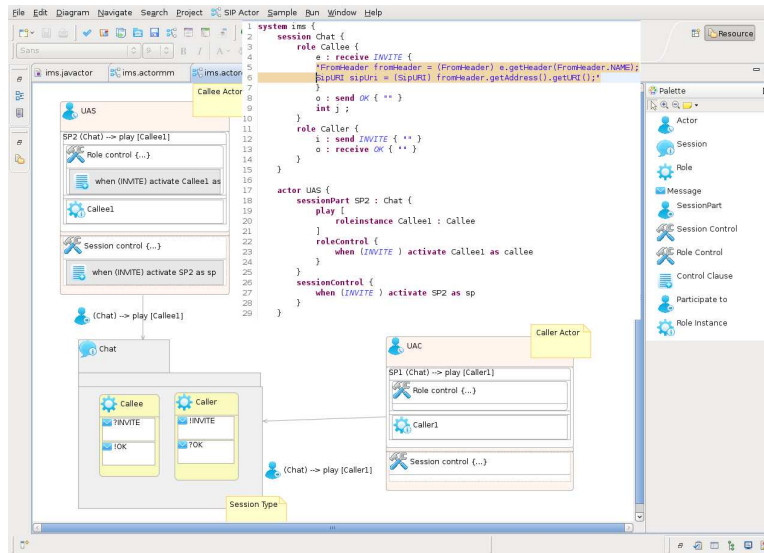 File Edit Diagram Navigate Search Project SIP Actor Sample Run Window Help
Resource
Sans
9
B I A
ims.javactor
ims.actormm
ims.actor
1 system ims {
2 session Chat {
3 role Callee {
4 e : receive INVITE {
5 "FromHeader fromHeader = (FromHeader) e.getHeader(FromHeader.NAME);
6 SipURI sipUri = (SipURI) fromHeader.getAddress().getURI();"
7 }
8 o : send OK { "" }
9 int j ;
10 }
11 role Caller {
12 i : send INVITE { "" }
13 o : receive OK { "" }
14 }
15 }
16
17 actor UAS {
18 sessionPart SP2 : Chat {
19 play [
20 roleinstance Callee1 : Callee
21 ]
22 roleControl {
23 when (INVITE ) activate Callee1 as callee
24 }
25 }
26 sessionControl {
27 when (INVITE ) activate SP2 as sp
28 }
29 }
Callee Actor
UAS
SP2 (Chat) --> play [Callee1]
Role control {...}
when (INVITE) activate Callee1 as
Callee1
Session control {...}
when (INVITE) activate SP2 as sp
(Chat) --> play [Callee1]
Chat
Callee
?INVITE
!OK
Caller
!INVITE
?OK
Session Type
(Chat) --> play [Caller1]
Caller Actor
UAC
SP1 (Chat) --> play [Caller1]
Role control {...}
Caller1
Session control {...}
Palette
Actor
Session
Role
Message
SessionPart
Session Control
Role Control
Control Clause
Participate to
Role Instance